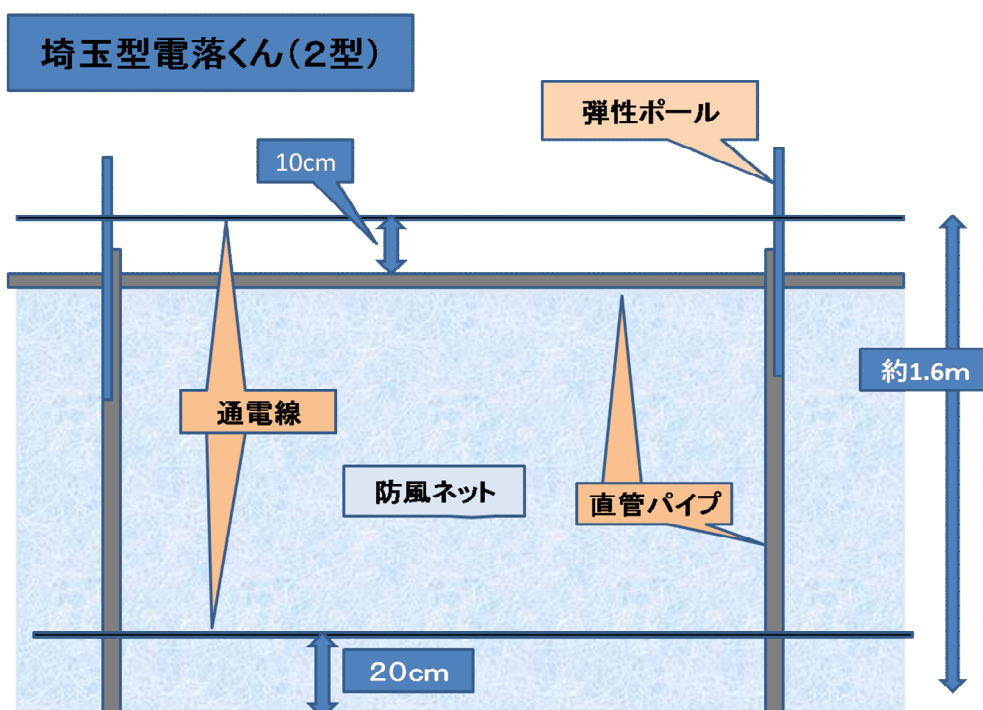 埼玉型電落くん（２型）
弾性ポール
10cm
約1.6m
通電線
防風ネット
直管パイプ
20cm